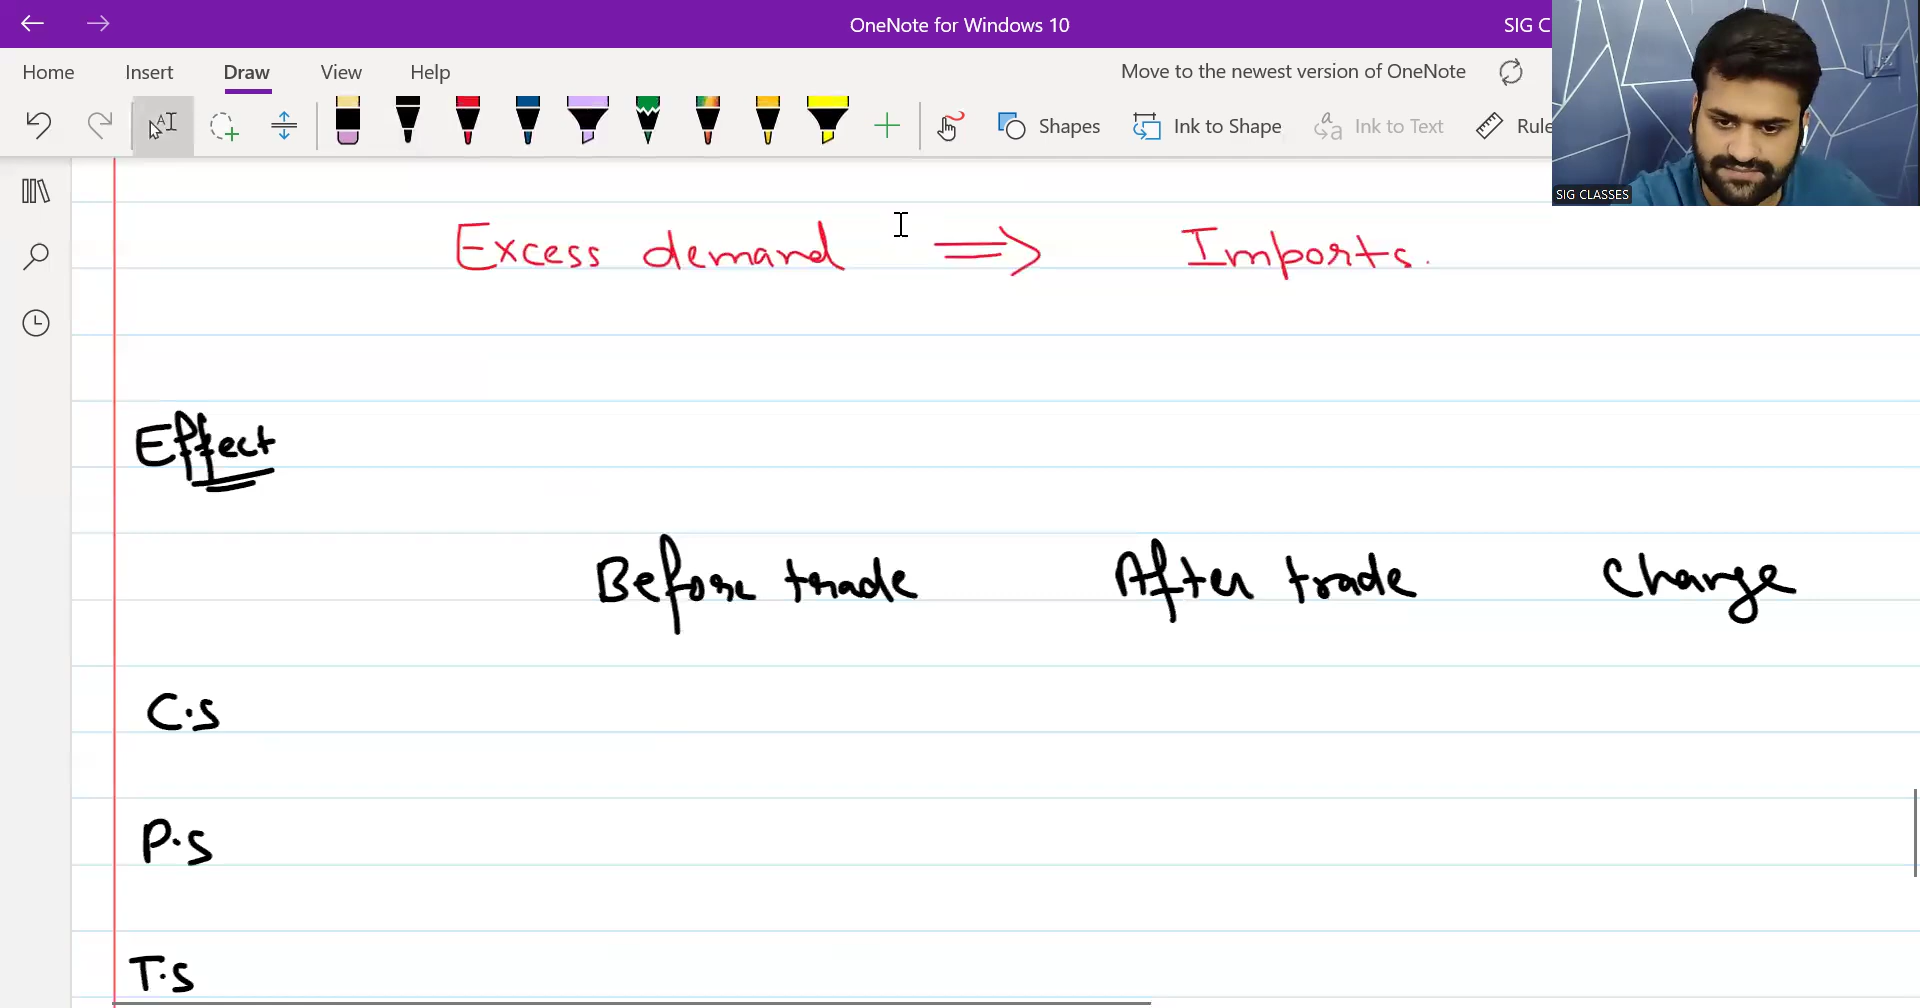 OneNote for Windows 10
SIG C
Home Insert Draw View Help
Move to the newest version of OneNote
Shapes Ink to Shape Ink to Text Rule
SIG CLASSES
Excess demand ⇒ Imports.
Effect
Before trade After trade Change
C.S
P.S
T.S